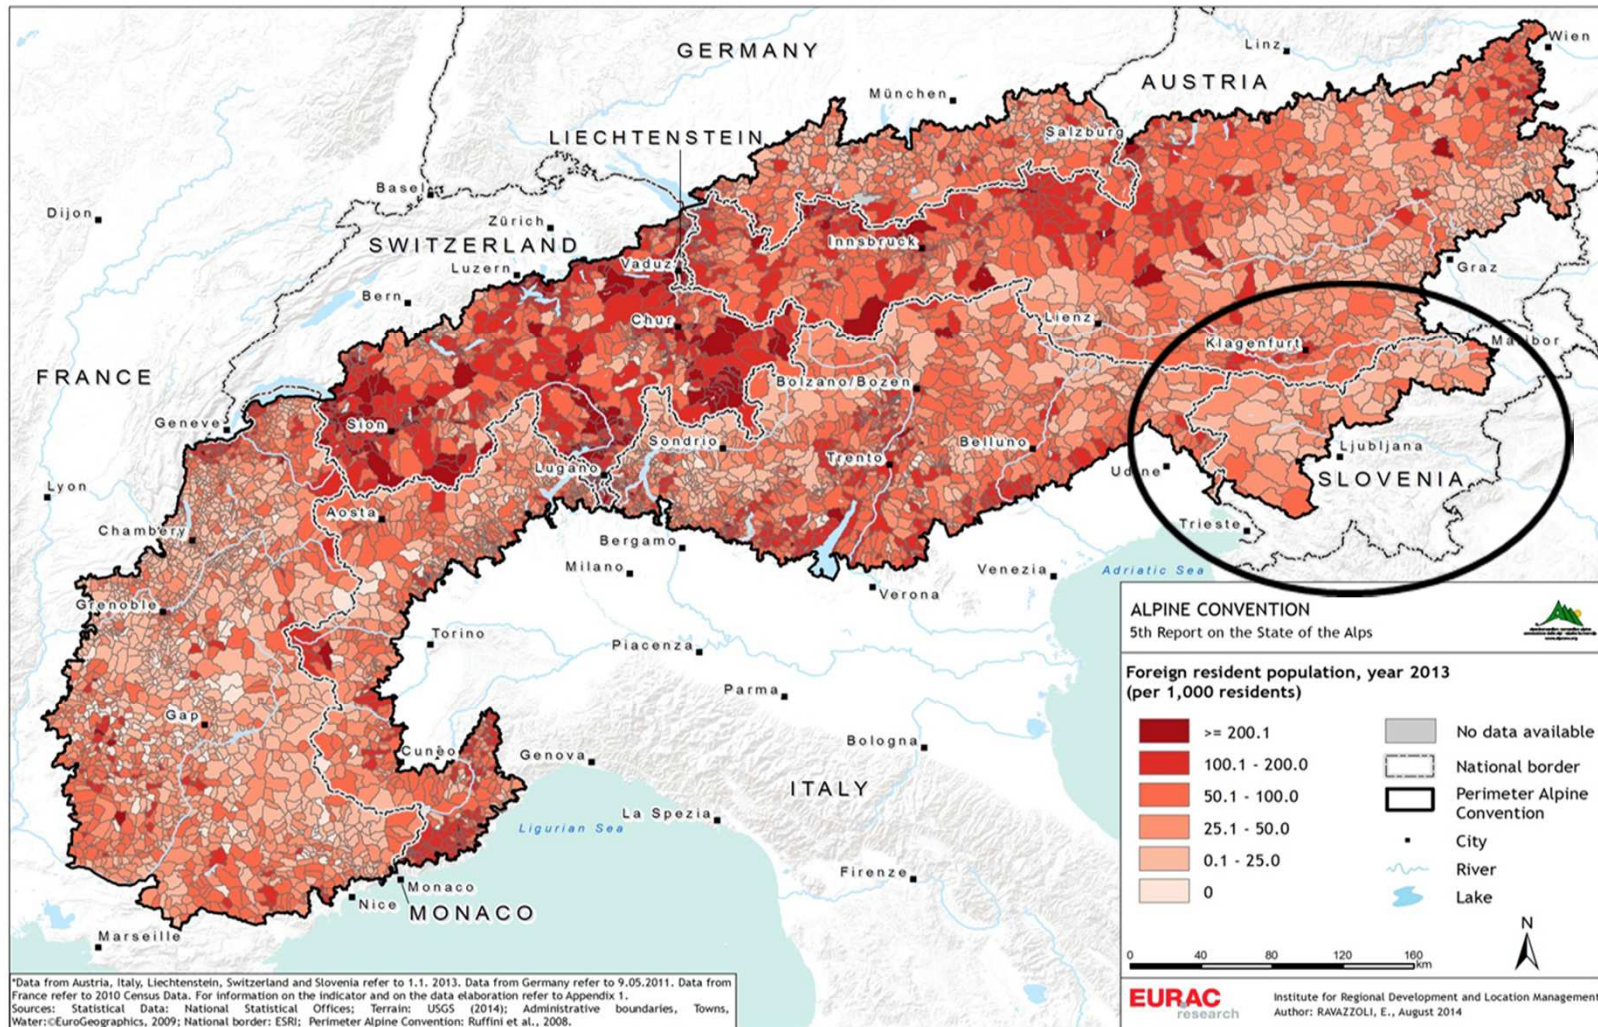 GERMANY
Linz
Wien
AUSTRIA
München
LIECHTENSTEIN
Salzburg
Basel
Dijon
Zürich
SWITZERLAND
Innsbruck
Luzern
Vaduz
Graz
Bern
Chur
Lienz
Klagenfurt
Maribor
FRANCE
Bolzano/Bozen
Geneve
Sion
Sondrio
Belluno
Ljubljana
Lugano
Trento
Udine
SLOVENIA
Lyon
Aosta
Trieste
Chambéry
Bergamo
Milano
Venezia
Adriatic Sea
Verona
Grenoble
Torino
Piacenza
Parma
Gap
Cunëo
Genova
Bologna
ITALY
La Spezia
Ligurian Sea
Firenze
Monaco
Nice
MONACO
Marseille
ALPINE CONVENTION
5th Report on the State of the Alps
Foreign resident population, year 2013
(per 1,000 residents)
>= 200.1
100.1 - 200.0
50.1 - 100.0
25.1 - 50.0
0.1 - 25.0
0
No data available
National border
Perimeter Alpine
Convention
City
River
Lake
N
0 40 80 120 160
km
EURAC
research
Institute for Regional Development and Location Management
Author: RAVAZZOLI, E., August 2014
*Data from Austria, Italy, Liechtenstein, Switzerland and Slovenia refer to 1.1. 2013. Data from Germany refer to 9.05.2011. Data from
France refer to 2010 Census Data. For information on the indicator and on the data elaboration refer to Appendix 1.
Sources: Statistical Data: National Statistical Offices; Terrain: USGS (2014); Administrative boundaries, Towns,
Water:©EuroGeographics, 2009; National border: ESRI; Perimeter Alpine Convention: Ruffini et al., 2008.